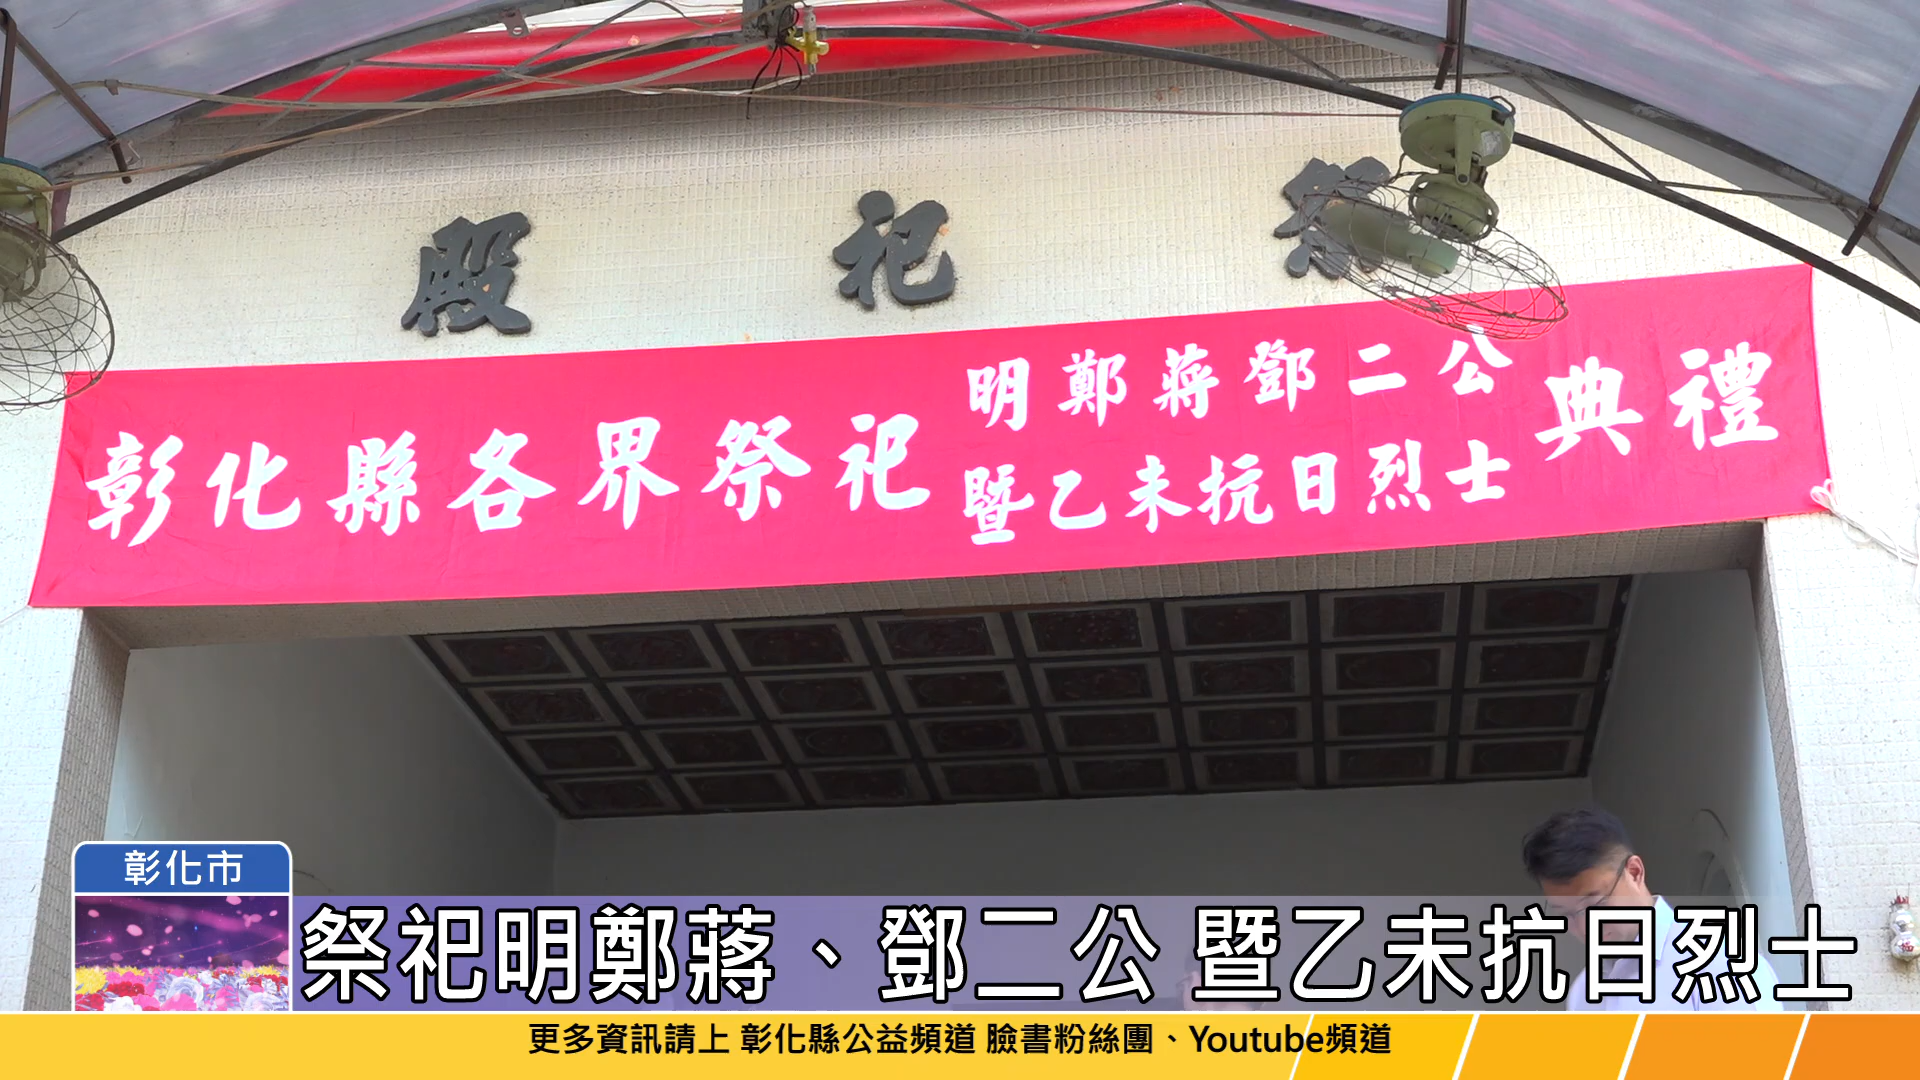 殿祀
彰化縣各界祭祀
明鄭蔣鄧二公
暨乙未抗日烈士
典禮
彰化市
祭祀明鄭蔣、鄧二公 暨乙未抗日烈士
更多資訊請上 彰化縣公益頻道 臉書粉絲團、Youtube頻道